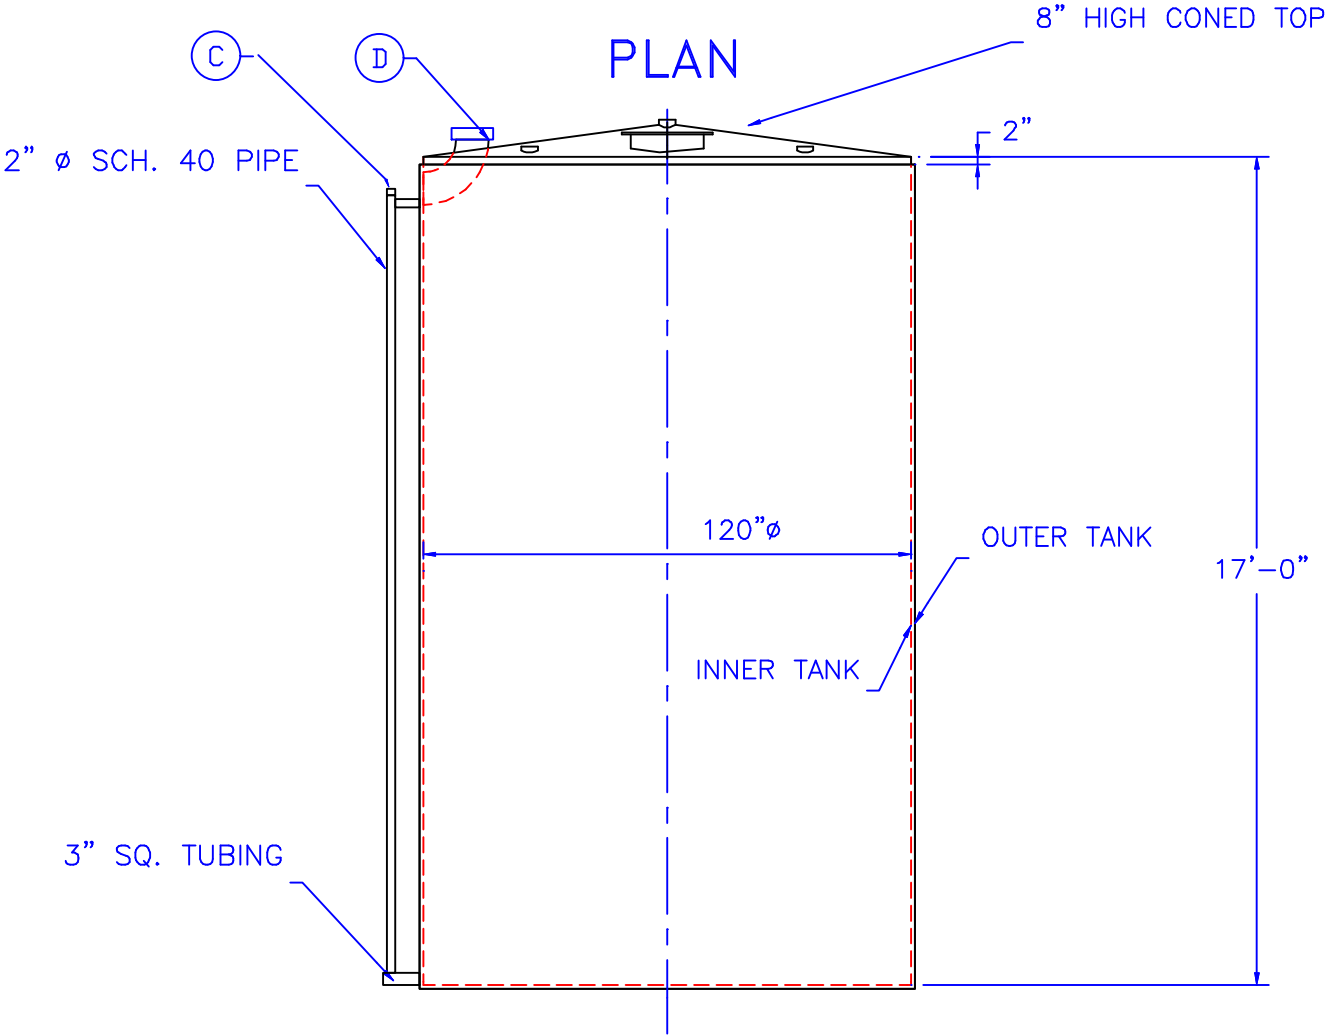 8” HIGH CONED TOP
C
D
PLAN
2”
2” ø SCH. 40 PIPE
120”ø
OUTER TANK
17’-0”
INNER TANK
3” SQ. TUBING